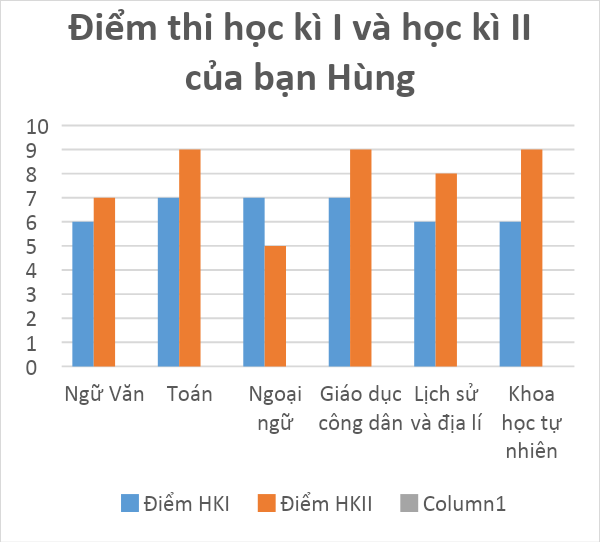 Điểm thi học kì I và học kì II
của bạn Hùng
10
9
8
7
6
5
4
3
2
1
0
Ngữ Văn
Toán
Ngoại
ngữ
Giáo dục
công dân
Lịch sử
và địa lí
Khoa
học tự
nhiên
Điểm HKI
Điểm HKII
Column1